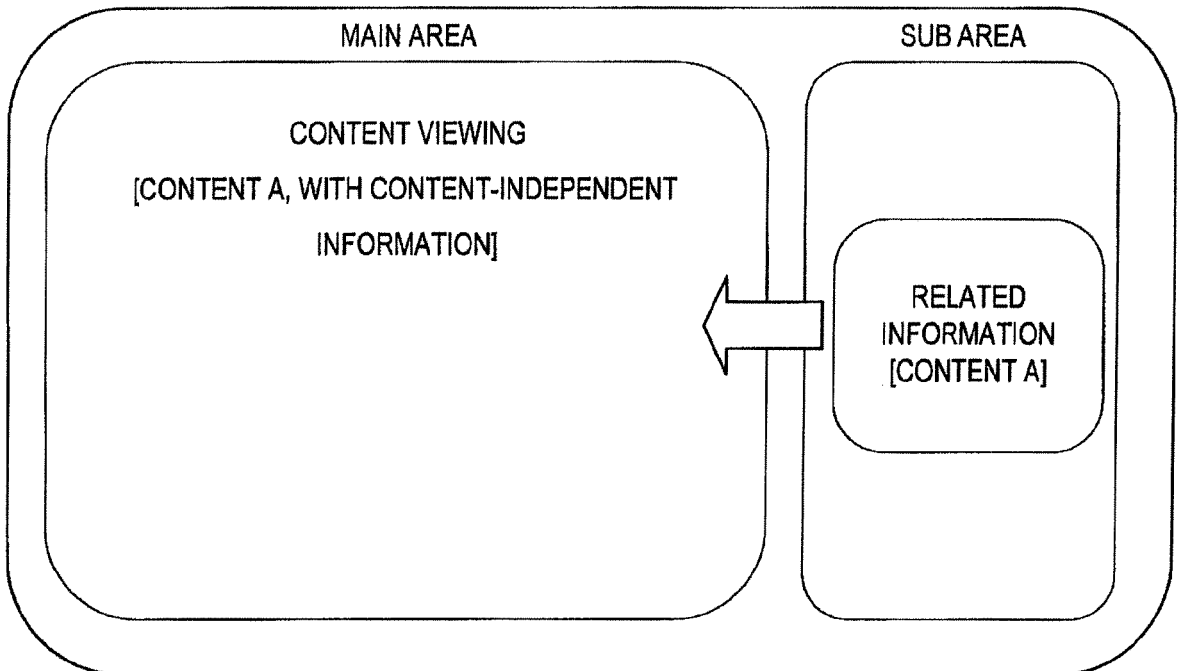 MAIN AREA
SUB AREA
CONTENT VIEWING
[CONTENT A, WITH CONTENT-INDEPENDENT
INFORMATION]
RELATED
INFORMATION
[CONTENT A]